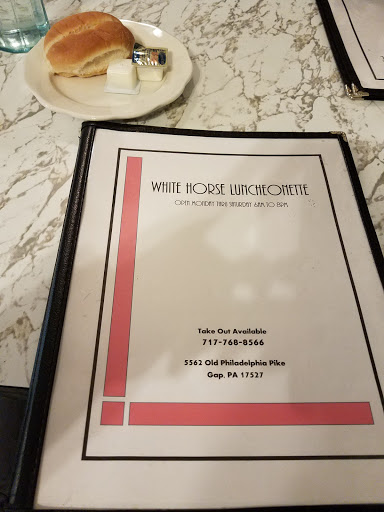 WHITE HORSE LUNCHEONETTE
OPEN MONDAY THRU SATURDAY 6AM TO 8PM
Take Out Available
717-768-8566
5562 Old Philadelphia Pike
Gap, PA 17527